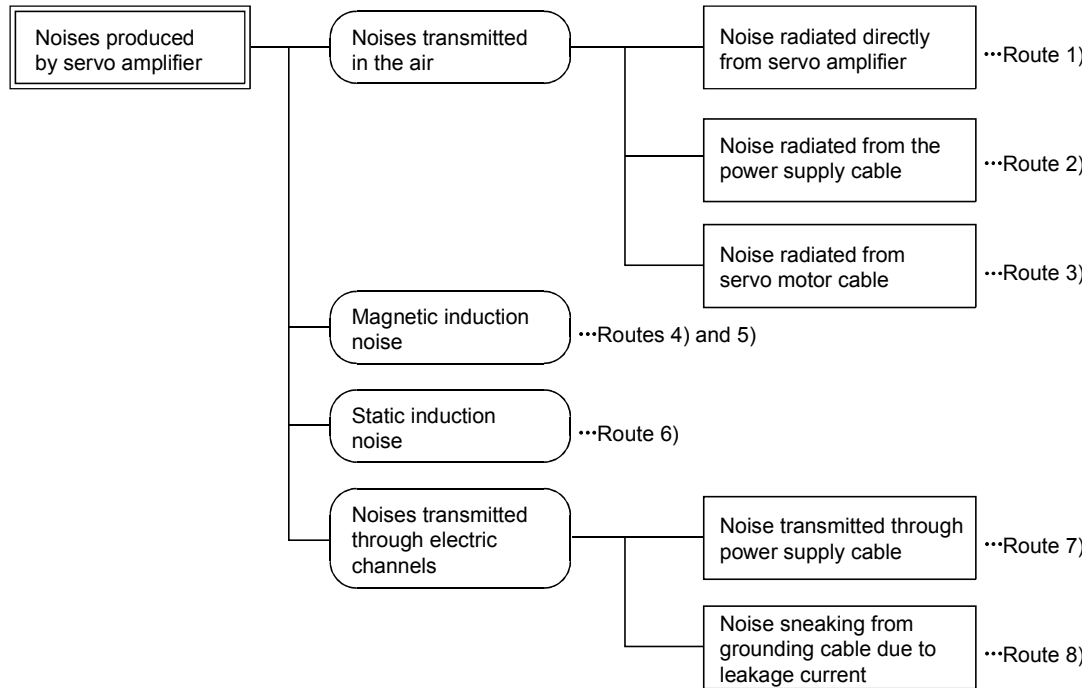 Noises produced
by servo amplifier
Noises transmitted
in the air
Noise radiated directly
from servo amplifier
···Route 1)
Noise radiated from the
power supply cable
···Route 2)
Noise radiated from
servo motor cable
···Route 3)
Magnetic induction
noise
···Routes 4) and 5)
Static induction
noise
···Route 6)
Noises transmitted
through electric
channels
Noise transmitted through
power supply cable
···Route 7)
Noise sneaking from
grounding cable due to
leakage current
···Route 8)